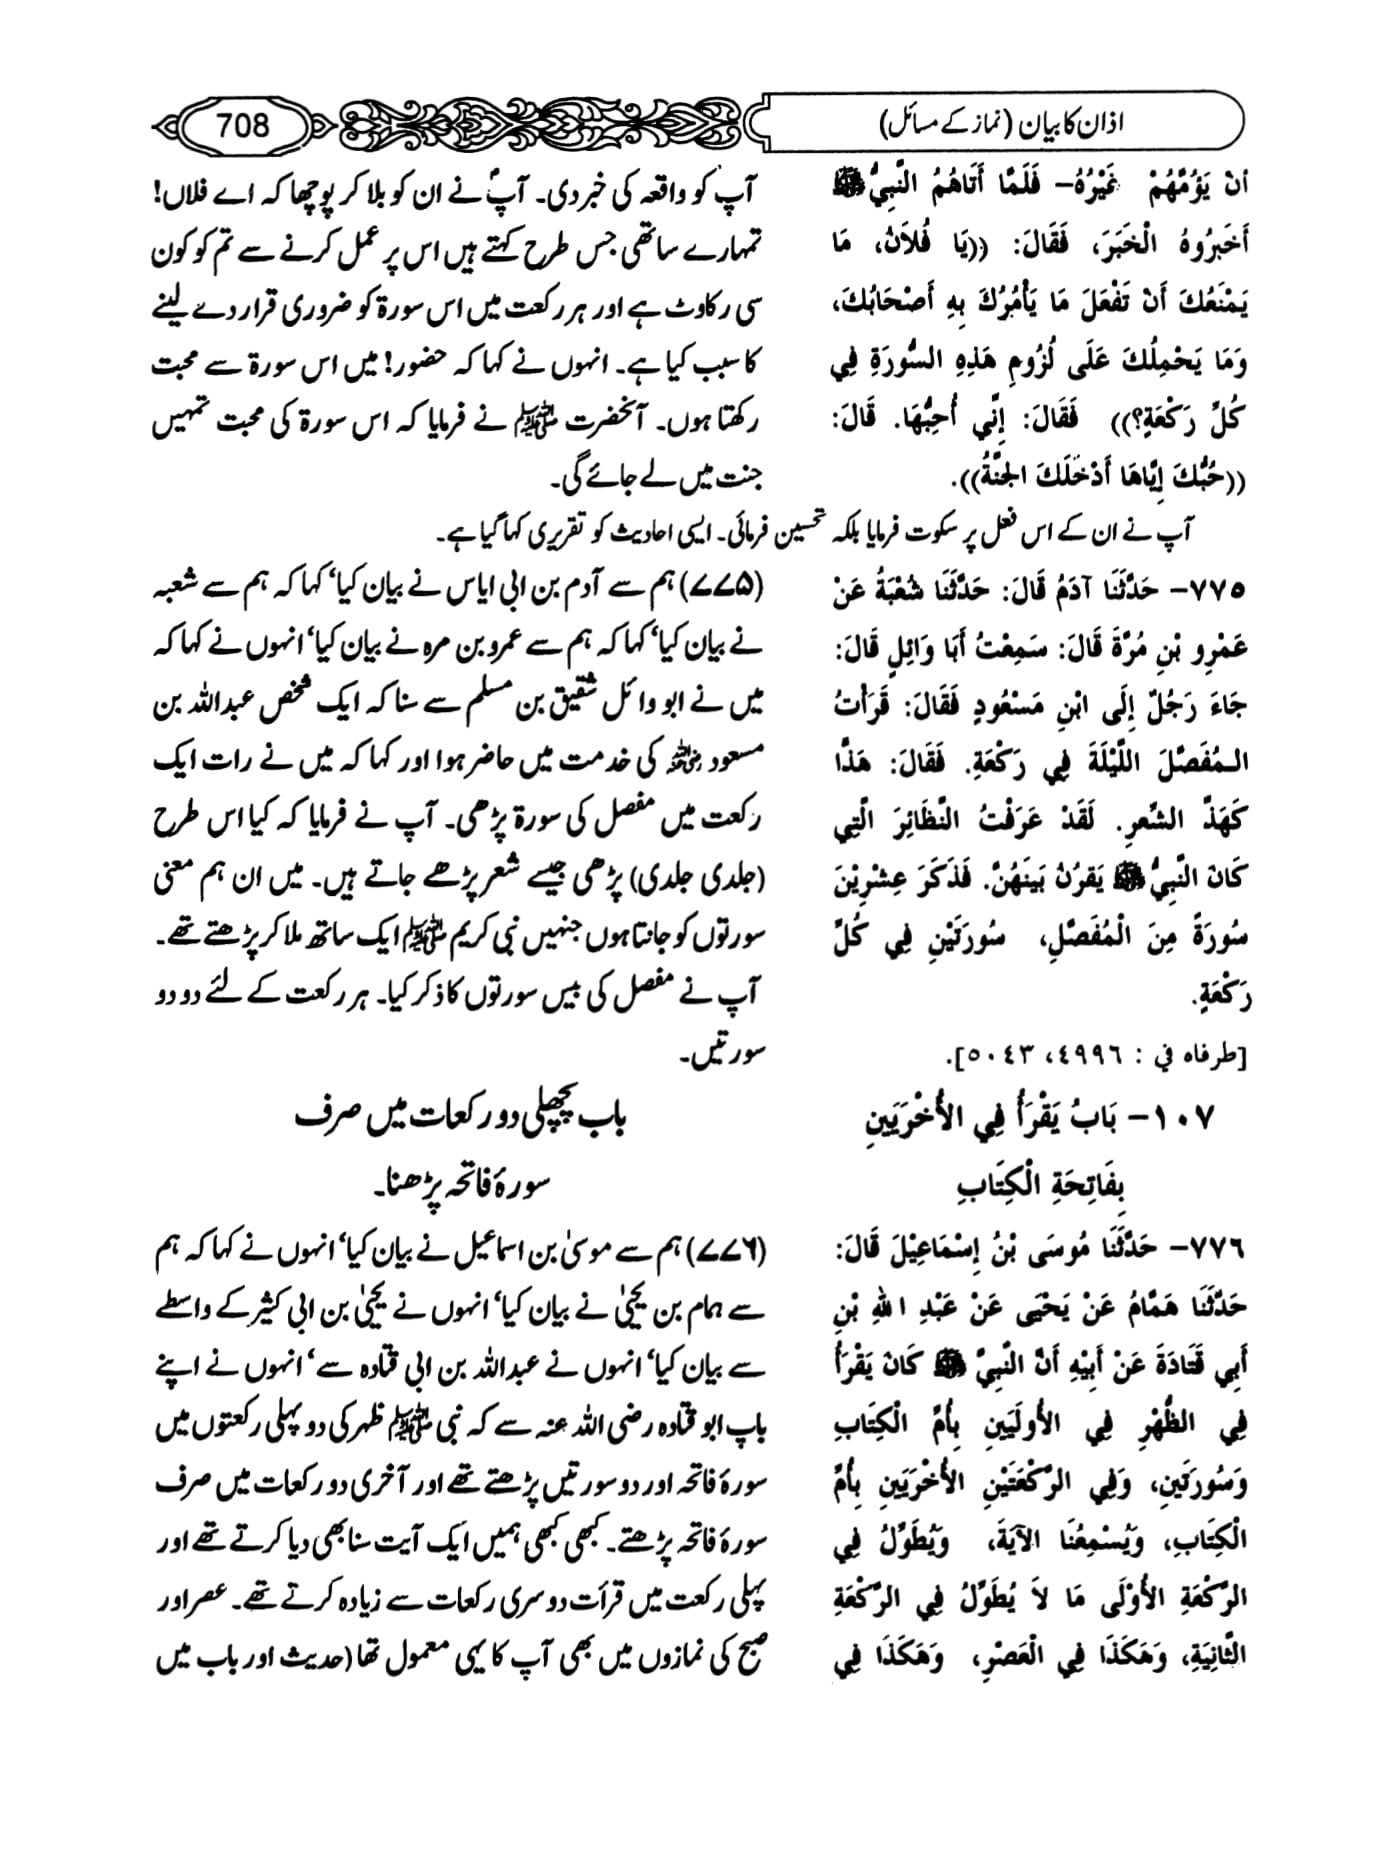 اذان کا بیان (نماز کے مسائل)
708
أَنْ يَؤُمَّهُمْ غَيْرُهُ– فَلَمَّا أَتَاهُمُ النَّبِيُّ ﷺ
أَخْبَرُوهُ الْخَبَرَ، فَقَالَ: ((يَا فُلاَنُ، مَا
يَمْنَعُكَ أَنْ تَفْعَلَ مَا يَأْمُرُكَ بِهِ أَصْحَابُكَ،
وَمَا يَحْمِلُكَ عَلَى لُزُومِ هَذِهِ السُّورَةِ فِي
كُلِّ رَكْعَةٍ؟)) فَقَالَ: إِنِّي أُحِبُّهَا. قَالَ:
((حُبُّكَ إِيَّاهَا أَدْخَلَكَ الجَنَّةُ)).
آپ کو واقعہ کی خبر دی۔ آپؐ نے ان کو بلا کر پوچھا کہ اے فلاں!
تمہارے ساتھی جس طرح کہتے ہیں اس پر عمل کرنے سے تم کو کون
سی رکاوٹ ہے اور ہر رکعت میں اس سورۃ کو ضروری قرار دے لینے
کا سبب کیا ہے۔ انہوں نے کہا کہ حضور! میں اس سورۃ سے محبت
رکھتا ہوں۔ آنحضرت ﷺ نے فرمایا کہ اس سورۃ کی محبت تمہیں
جنت میں لے جائے گی۔
آپ نے ان کے اس فعل پر سکوت فرمایا بلکہ تحسین فرمائی۔ ایسی احادیث کو تقریری کہا گیا ہے۔
٧٧٥– حَدَّثَنَا آدَمُ قَالَ: حَدَّثَنَا شُعْبَةُ عَنْ
عَمْرِو بْنِ مُرَّةَ قَالَ: سَمِعْتُ أَبَا وَائِلٍ قَالَ:
جَاءَ رَجُلٌ إِلَى ابْنِ مَسْعُودٍ فَقَالَ: قَرَأْتُ
الـمُفَصَّلَ اللَّيْلَةَ فِي رَكْعَةٍ. فَقَالَ: هَذًّا
كَهَذِّ الشِّعرِ. لَقَدْ عَرَفْتُ النَّظَائِرَ الَّتِي
كَانَ النَّبِيُّ ﷺ يَقرُنُ بَينَهُنَّ. فَذَكَرَ عِشْرِيْنَ
سُورَةً مِنَ الْمُفَصَّلِ، سُورَتَيْنِ فِي كُلِّ
رَكْعَةٍ.
[طرفاه في : ٤٩٩٦، ٥٠٤٣].
(۷۷۵) ہم سے آدم بن ابی ایاس نے بیان کیا‘ کہا کہ ہم سے شعبہ
نے بیان کیا‘ کہا کہ ہم سے عمرو بن مرہ نے بیان کیا‘ انہوں نے کہا کہ
میں نے ابو وائل شقیق بن مسلم سے سنا کہ ایک شخص عبداللہ بن
مسعود رضی اللہ عنہ کی خدمت میں حاضر ہوا اور کہا کہ میں نے رات ایک
رکعت میں مفصل کی سورۃ پڑھی۔ آپ نے فرمایا کہ کیا اس طرح
(جلدی جلدی) پڑھی جیسے شعر پڑھے جاتے ہیں۔ میں ان ہم معنی
سورتوں کو جانتا ہوں جنہیں نبی کریم ﷺ ایک ساتھ ملا کر پڑھتے تھے۔
آپ نے مفصل کی بیس سورتوں کا ذکر کیا۔ ہر رکعت کے لئے دو دو
سورتیں۔
١٠٧– بَابُ يَقْرَأُ فِي الأُخْرَيَينِ
بِفَاتِحَةِ الْكِتَابِ
باب پچھلی دو رکعات میں صرف
سورۂ فاتحہ پڑھنا۔
٧٧٦– حَدَّثَنَا مُوسَى بْنُ إِسْمَاعِيْلَ قَالَ:
حَدَّثَنَا هَمَّامُ عَنْ يَحْيَى عَنْ عَبْدِ اللهِ بْنِ
أَبِي قَتَادَةَ عَنْ أَبِيْهِ أَنَّ النَّبِيَّ ﷺ كَانَ يَقْرَأُ
فِي الظُّهْرِ فِي الأُولَيَينِ بِأُمِّ الْكِتَابِ
وَسُورَتَينِ، وَفِي الرَّكْعَتَيْنِ الأُخْرَيَينِ بِأُمِّ
الْكِتَابِ، وَيُسْمِعُنَا الآيَةَ، وَيُطَوِّلُ فِي
الرَّكْعَةِ الأُوْلَى مَا لاَ يُطَوِّلُ فِي الرَّكْعَةِ
الثَّانِيَةِ، وَهَكَذَا فِي الْعَصْرِ، وَهَكَذَا فِي
(۷۷۶) ہم سے موسیٰ بن اسماعیل نے بیان کیا‘ انہوں نے کہا کہ ہم
سے ہمام بن یحییٰ نے بیان کیا‘ انہوں نے یحییٰ بن ابی کثیر کے واسطے
سے بیان کیا‘ انہوں نے عبداللہ بن ابی قتادہ سے‘ انہوں نے اپنے
باپ ابو قتادہ رضی اللہ عنہ سے کہ نبی ﷺ ظہر کی دو پہلی رکعتوں میں
سورۂ فاتحہ اور دو سورتیں پڑھتے تھے اور آخری دو رکعات میں صرف
سورۂ فاتحہ پڑھتے۔ کبھی کبھی ہمیں ایک آیت سنا بھی دیا کرتے تھے اور
پہلی رکعت میں قرأت دوسری رکعات سے زیادہ کرتے تھے۔ عصر اور
صبح کی نمازوں میں بھی آپ کا یہی معمول تھا (حدیث اور باب میں